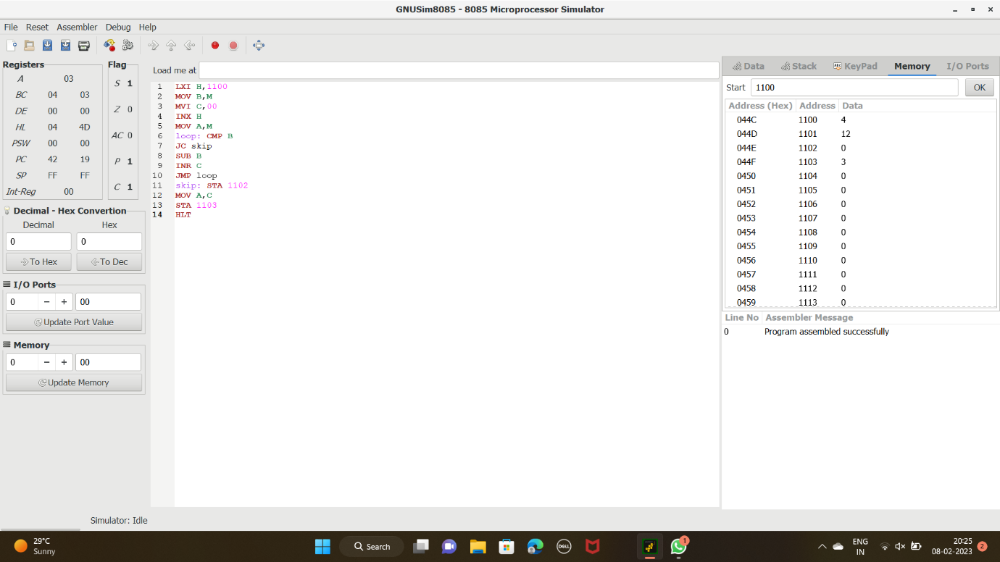 GNUSim8085 - 8085 Microprocessor Simulator
File Reset Assembler Debug Help
Registers
A 03
BC 04 03
DE 00 00
HL 04 4D
PSW 00 00
PC 42 19
SP FF FF
Int-Reg 00
Flag
S 1
Z 0
AC 0
P 1
C 1
Decimal - Hex Convertion
Decimal Hex
0 0
To Hex To Dec
I/O Ports
0 − + 00
Update Port Value
Memory
0 − + 00
Update Memory
Load me at
1 LXI H,1100
2 MOV B,M
3 MVI C,00
4 INX H
5 MOV A,M
6 loop: CMP B
7 JC skip
8 SUB B
9 INR C
10 JMP loop
11 skip: STA 1102
12 MOV A,C
13 STA 1103
14 HLT
Data Stack Abc KeyPad Memory I/O Ports
Start 1100 OK
Address (Hex) Address Data
044C 1100 4
044D 1101 12
044E 1102 0
044F 1103 3
0450 1104 0
0451 1105 0
0452 1106 0
0453 1107 0
0454 1108 0
0455 1109 0
0456 1110 0
0457 1111 0
0458 1112 0
0459 1113 0
Line No Assembler Message
0 Program assembled successfully
Simulator: Idle
29°C
Sunny
Search
DELL
1
ENG
IN
20:25
08-02-2023
2